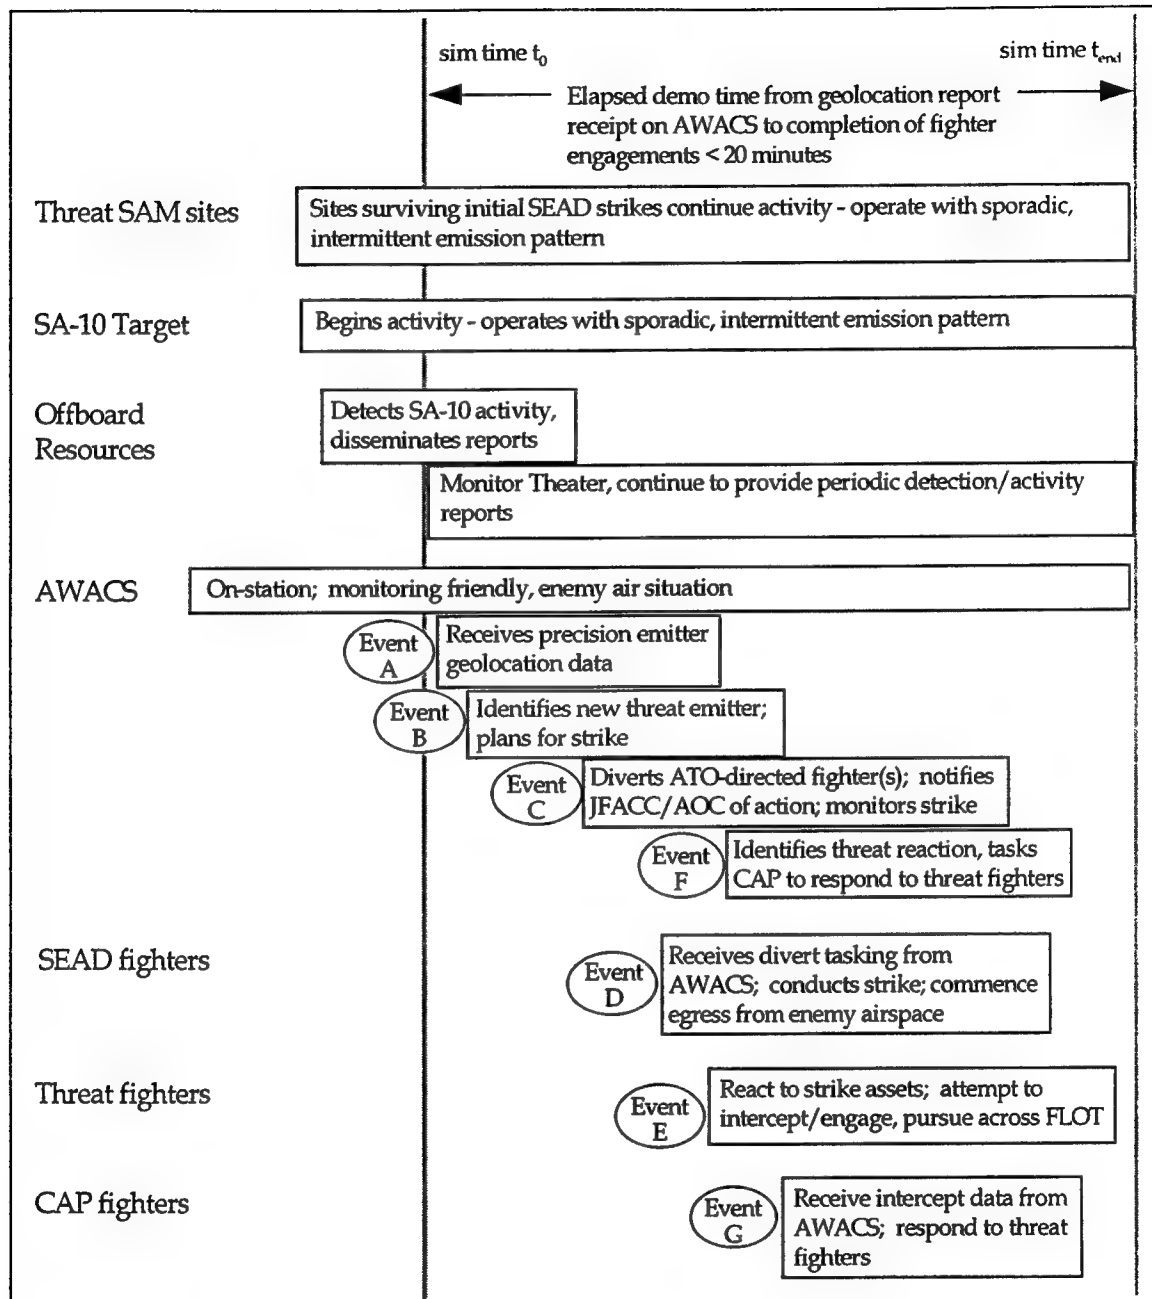 sim time t0
sim time tend
Elapsed demo time from geolocation report
receipt on AWACS to completion of fighter
engagements < 20 minutes
Threat SAM sites
Sites surviving initial SEAD strikes continue activity - operate with sporadic,
intermittent emission pattern
SA-10 Target
Begins activity - operates with sporadic, intermittent emission pattern
Offboard
Resources
Detects SA-10 activity,
disseminates reports
Monitor Theater, continue to provide periodic detection/activity
reports
AWACS
On-station; monitoring friendly, enemy air situation
Event
A
Receives precision emitter
geolocation data
Event
B
Identifies new threat emitter;
plans for strike
Event
C
Diverts ATO-directed fighter(s); notifies
JFACC/AOC of action; monitors strike
Event
F
Identifies threat reaction, tasks
CAP to respond to threat fighters
SEAD fighters
Event
D
Receives divert tasking from
AWACS; conducts strike; commence
egress from enemy airspace
Threat fighters
Event
E
React to strike assets; attempt to
intercept/engage, pursue across FLOT
CAP fighters
Event
G
Receive intercept data from
AWACS; respond to threat
fighters